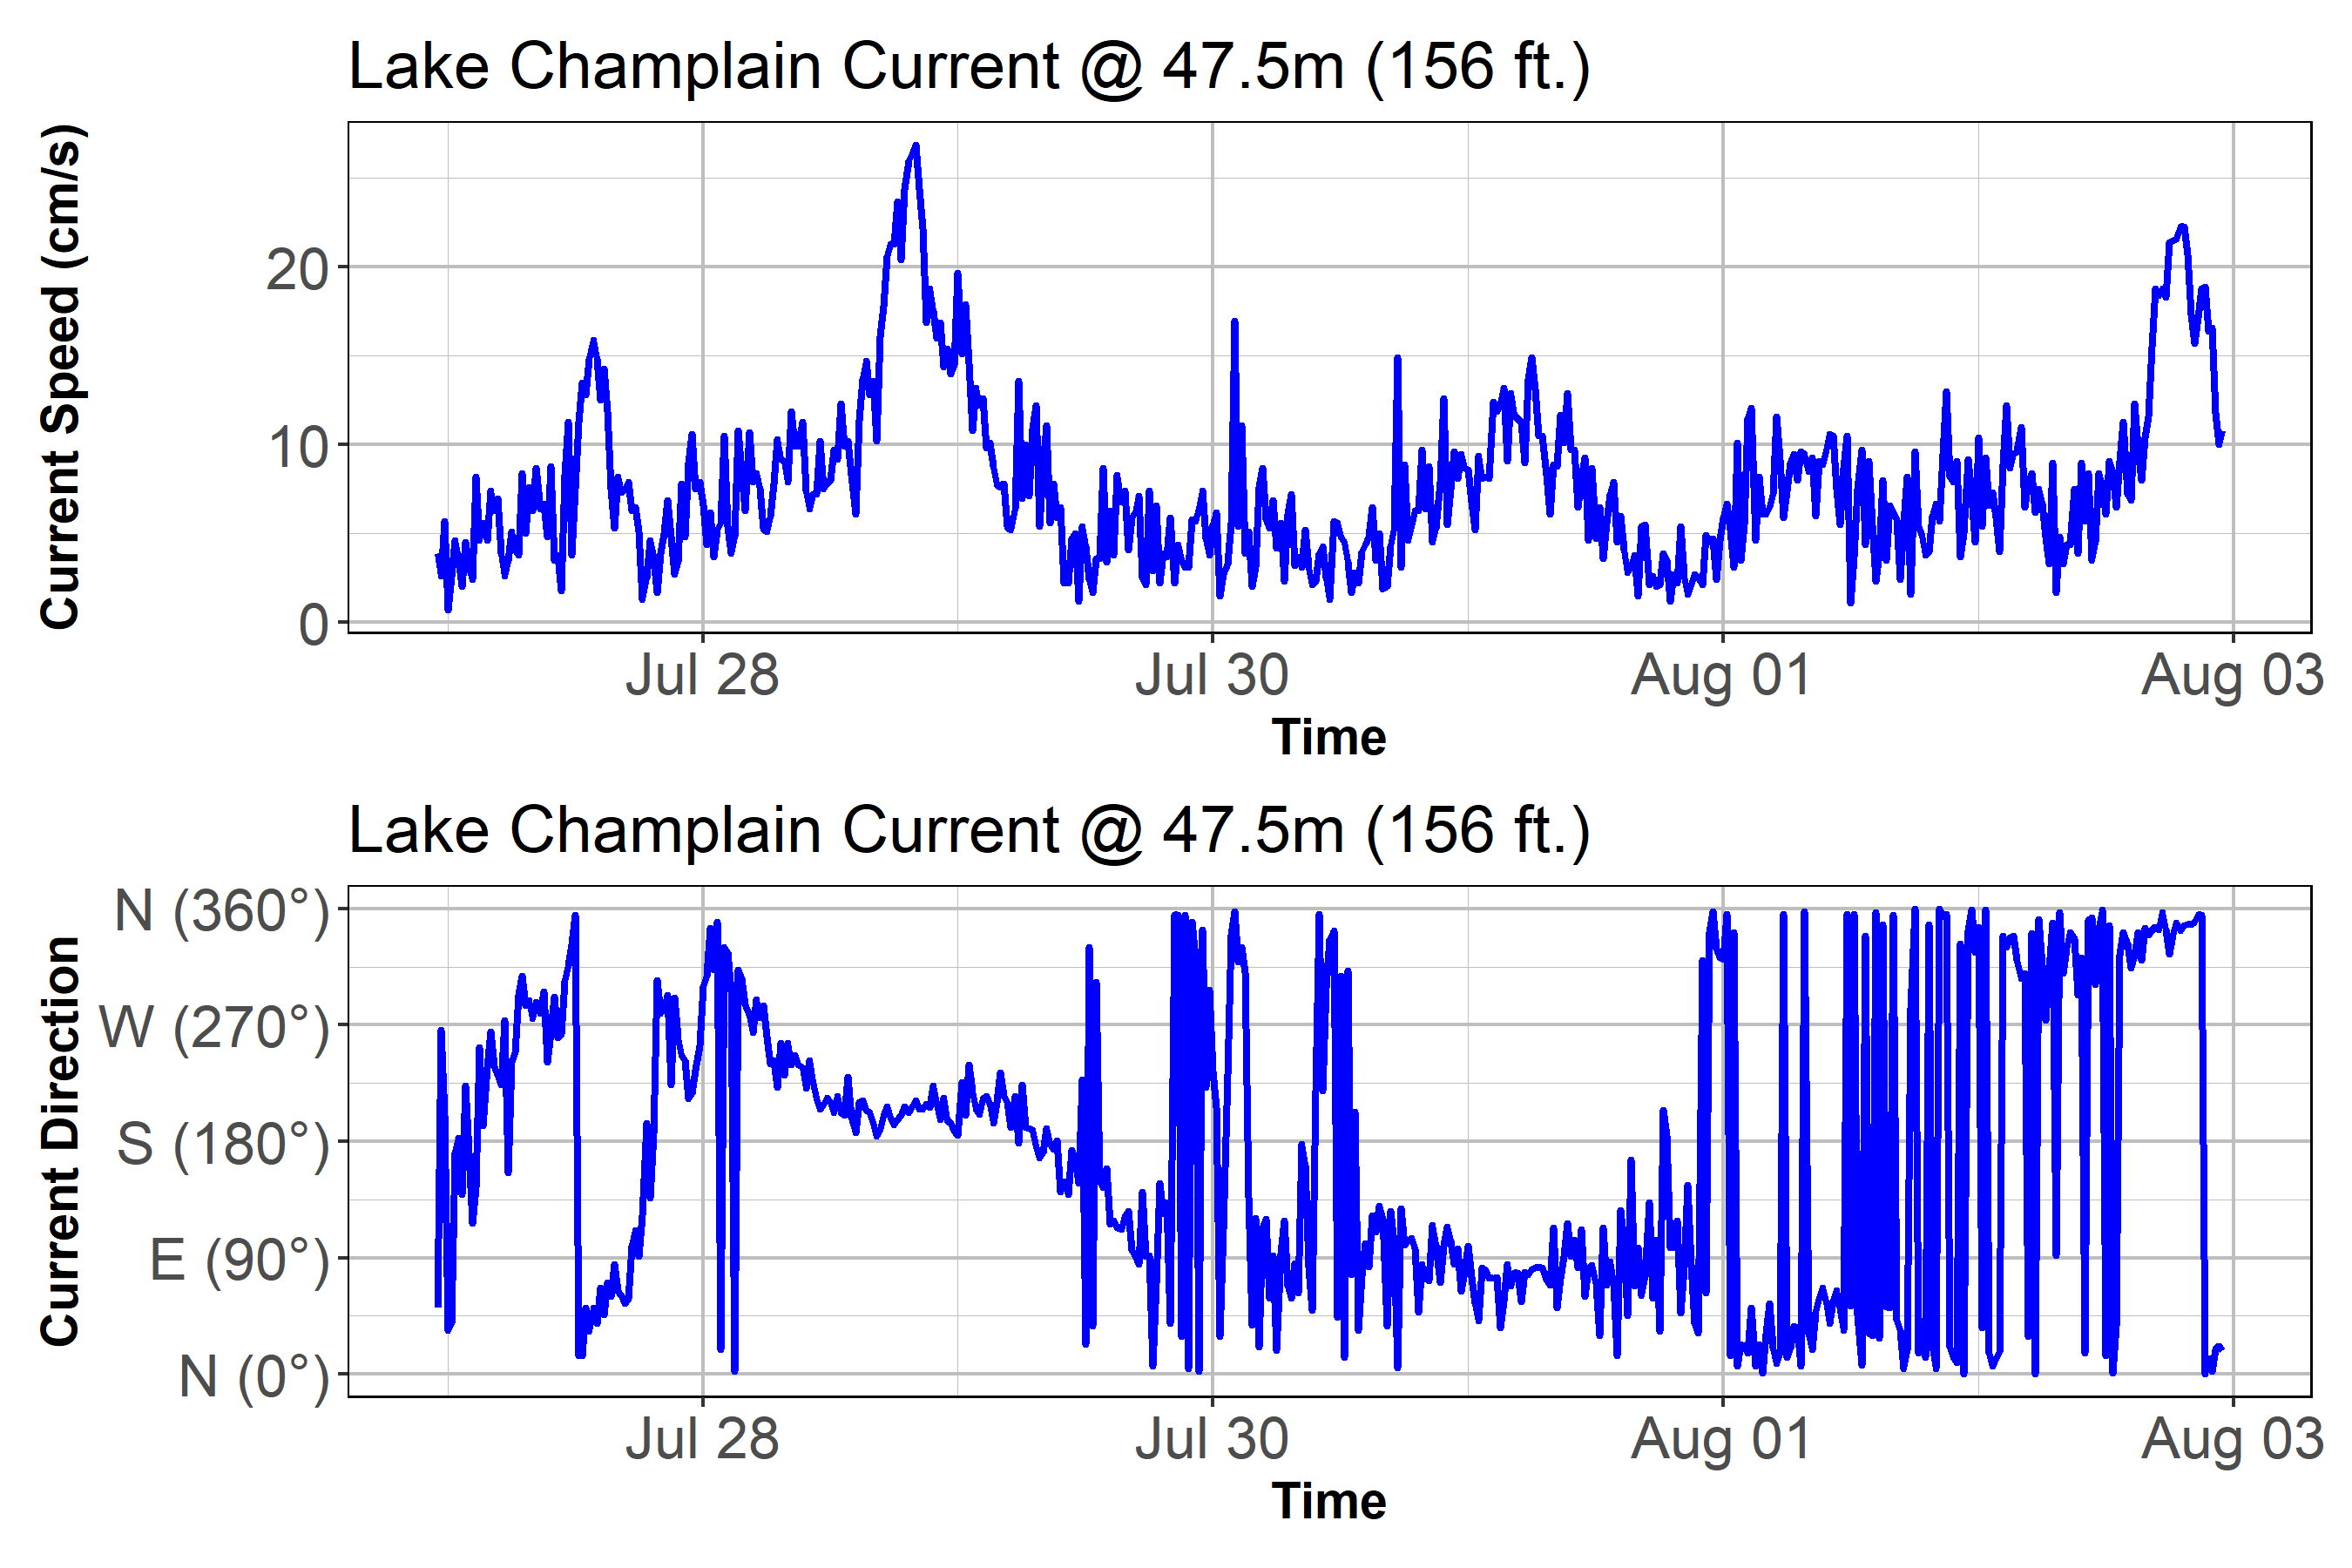 Lake Champlain Current @ 47.5m (156 ft.)
Current Speed (cm/s)
20
10
0
Jul 28 Jul 30 Aug 01 Aug 03
Time
Lake Champlain Current @ 47.5m (156 ft.)
Current Direction
N (360°)
W (270°)
S (180°)
E (90°)
N (0°)
Jul 28 Jul 30 Aug 01 Aug 03
Time